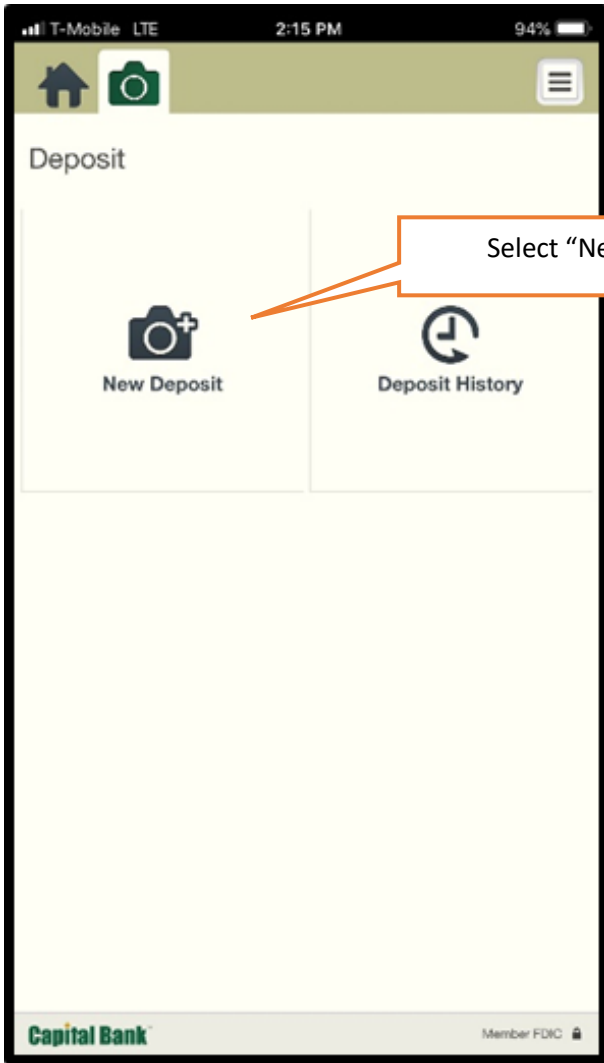 T-Mobile LTE 2:15 PM 94%
Deposit
Select “Ne
New Deposit Deposit History
Capital Bank Member FDIC